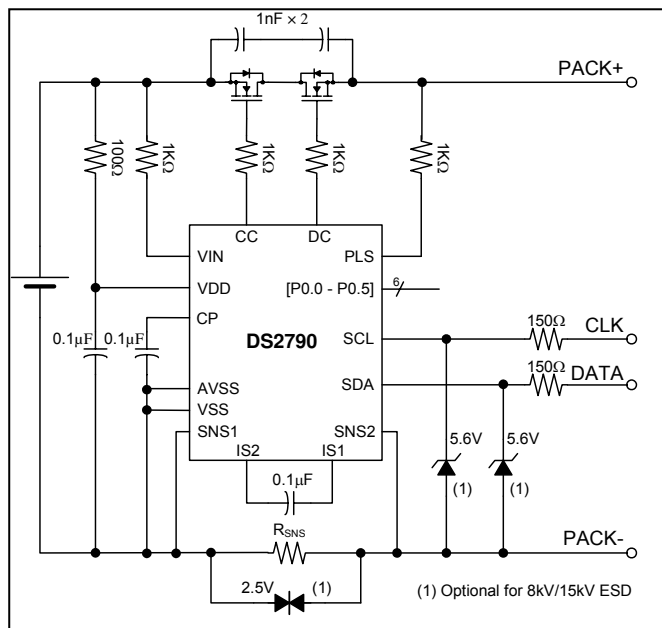 1nF × 2
PACK+
100Ω
1KΩ
1KΩ
1KΩ
1KΩ
CC
DC
VIN
PLS
VDD
[P0.0 - P0.5]
6
CP
0.1µF
0.1µF
DS2790
SCL
150Ω
CLK
150Ω
DATA
AVSS
SDA
VSS
SNS1
SNS2
IS2
IS1
5.6V
5.6V
0.1µF
(1)
(1)
RSNS
PACK-
2.5V
(1)
(1) Optional for 8kV/15kV ESD